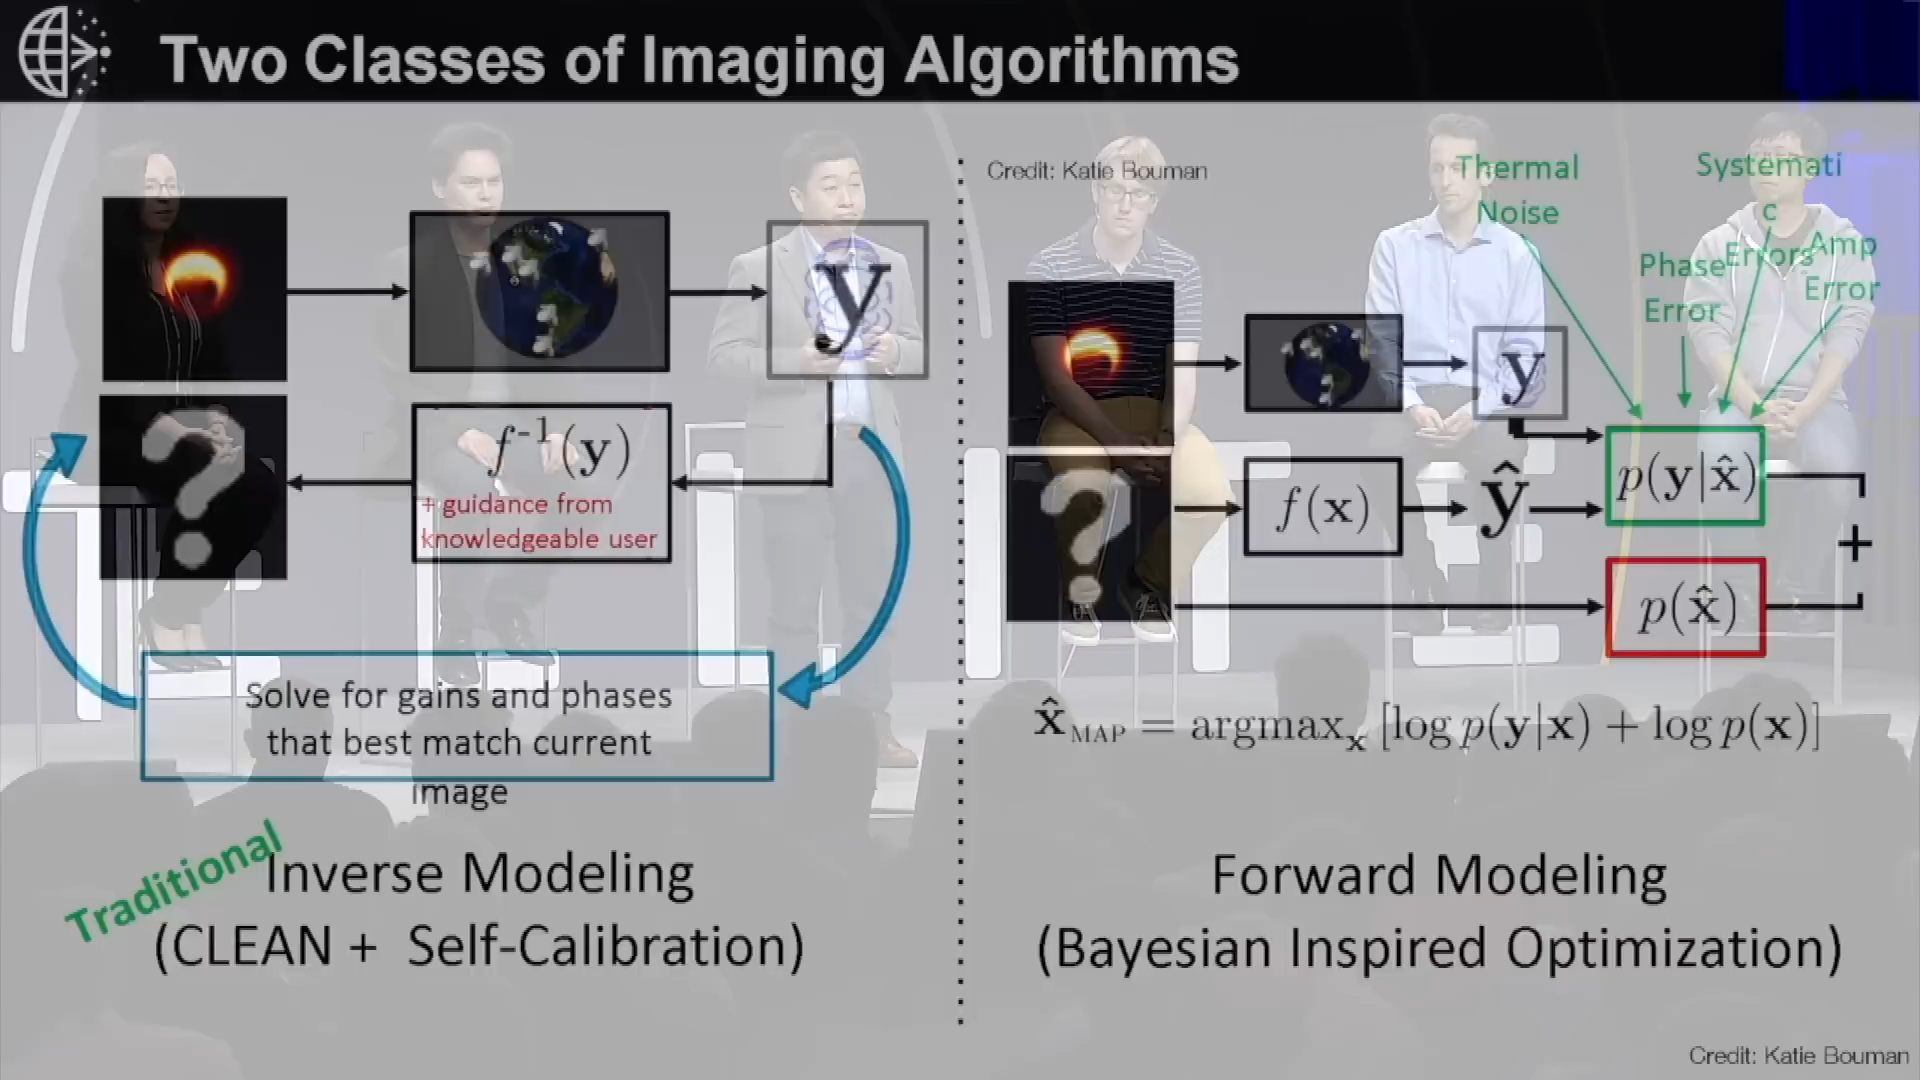 Two Classes of Imaging Algorithms
y
f⁻¹(y)
+ guidance from
knowledgeable user
?
Solve for gains and phases
that best match current
image
Traditional
Inverse Modeling
(CLEAN + Self-Calibration)
Credit: Katie Bouman
Thermal
Noise
Systemati
c
Errors
Phase
Error
Amp
Error
y
p(y|x̂)
?
f(x)
ŷ
+
p(x̂)
x̂MAP = argmaxₓ [log p(y|x) + log p(x)]
Forward Modeling
(Bayesian Inspired Optimization)
Credit: Katie Bouman